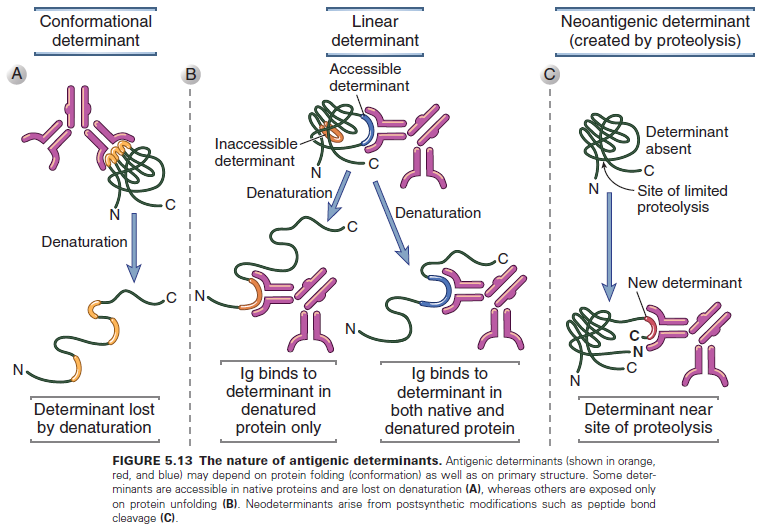 Conformational
determinant
A
N
C
Denaturation
C
N
Determinant lost
by denaturation
Linear
determinant
B
Accessible
determinant
Inaccessible
determinant
N
C
Denaturation
Denaturation
C
N
C
N
Ig binds to
determinant in
denatured
protein only
Ig binds to
determinant in
both native and
denatured protein
Neoantigenic determinant
(created by proteolysis)
C
Determinant
absent
C
N
Site of limited
proteolysis
New determinant
C
N
C
N
Determinant near
site of proteolysis
FIGURE 5.13 The nature of antigenic determinants. Antigenic determinants (shown in orange,
red, and blue) may depend on protein folding (conformation) as well as on primary structure. Some deter-
minants are accessible in native proteins and are lost on denaturation (A), whereas others are exposed only
on protein unfolding (B). Neodeterminants arise from postsynthetic modifications such as peptide bond
cleavage (C).